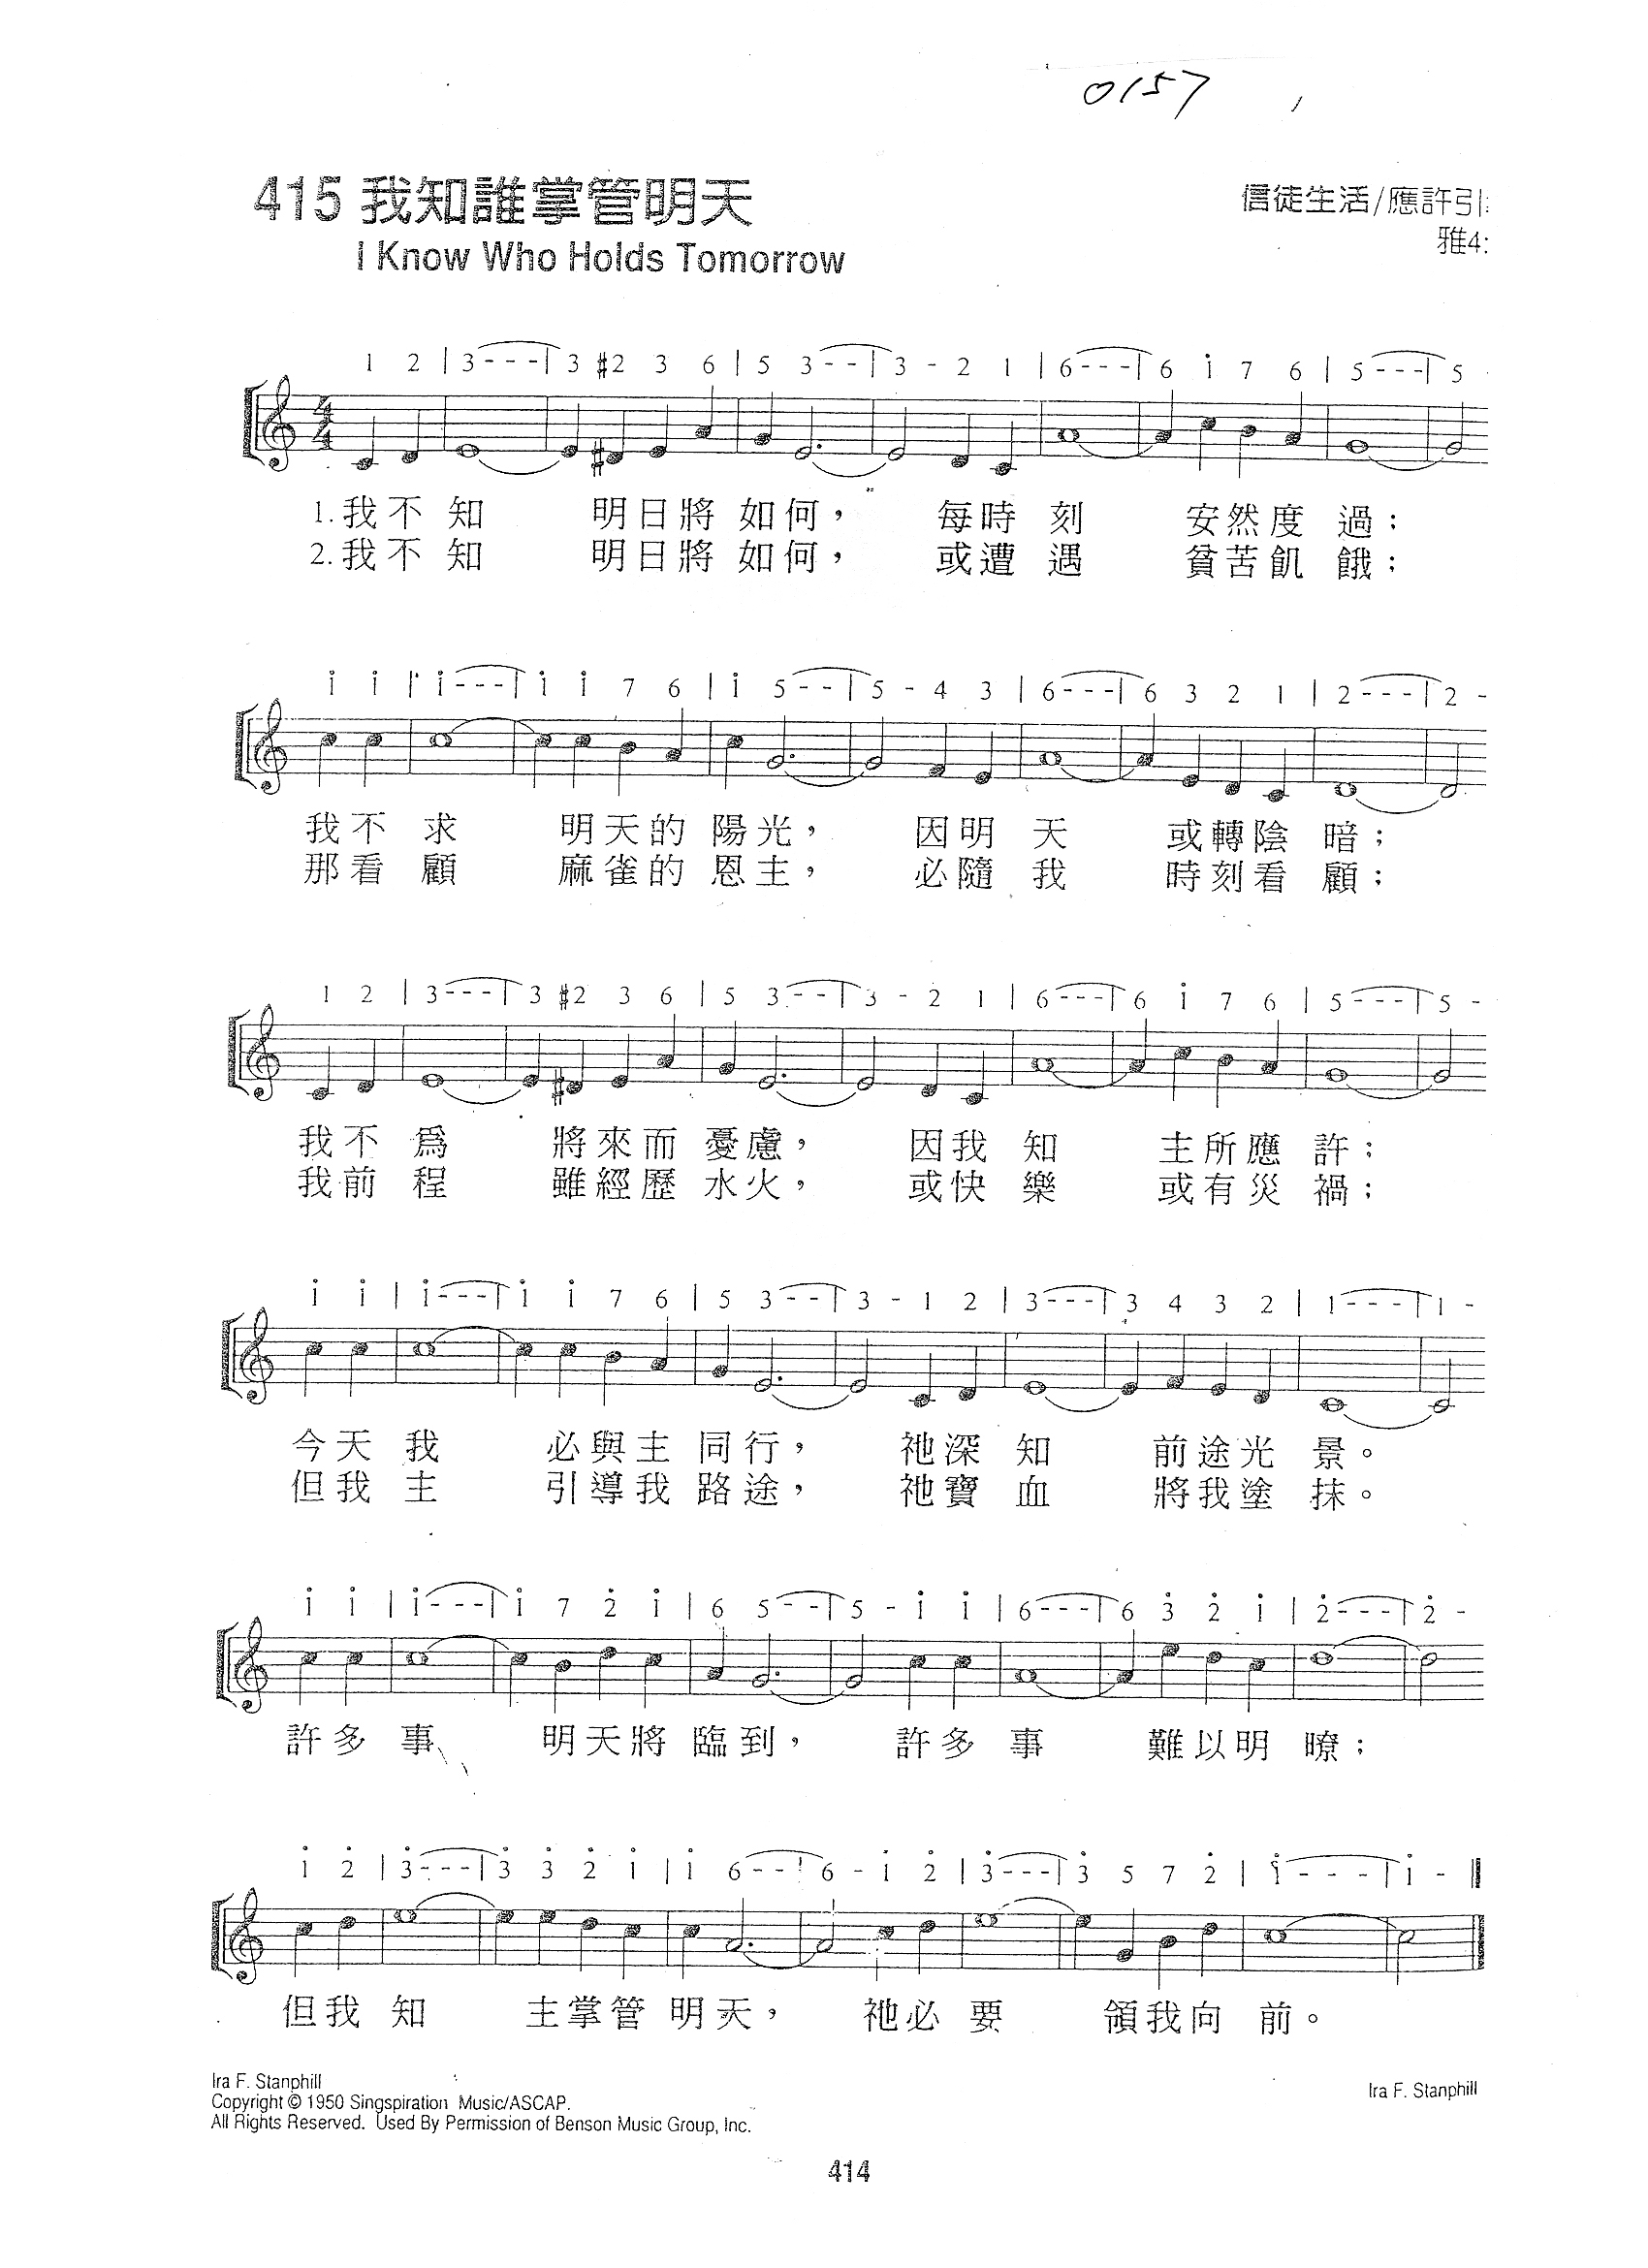 0157
415 我知誰掌管明天
信徒生活/應許引
I Know Who Holds Tomorrow
雅4:
1 2 | 3 - - - | 3 #2 3 6 | 5 3 - - | 3 - 2 1 | 6 - - - | 6 i 7 6 | 5 - - - | 5
4/4
1.我不知 明日將如何， 每時刻 安然度過；
2.我不知 明日將如何， 或遭遇 貧苦飢餓；
i i | i - - - | i i 7 6 | i 5 - - | 5 - 4 3 | 6 - - - | 6 3 2 1 | 2 - - - | 2 -
我不求 明天的陽光， 因明天 或轉陰暗；
那看顧 麻雀的恩主， 必隨我 時刻看顧；
1 2 | 3 - - - | 3 #2 3 6 | 5 3 - - | 3 - 2 1 | 6 - - - | 6 i 7 6 | 5 - - - | 5 -
我不爲 將來而憂慮， 因我知 主所應許；
我前程 雖經歷水火， 或快樂 或有災禍；
i i | i - - - | i i 7 6 | 5 3 - - | 3 - 1 2 | 3 - - - | 3 4 3 2 | 1 - - - | 1 -
今天我 必與主同行， 祂深知 前途光景。
但我主 引導我路途， 祂寶血 將我塗抹。
i i | i - - - | i 7 2̇ i | 6 5 - - | 5 - i i | 6 - - - | 6 3̇ 2̇ i | 2̇ - - - | 2̇ -
許多事 明天將臨到， 許多事 難以明暸；
i 2̇ | 3̇ - - - | 3̇ 3̇ 2̇ i | i 6 - - | 6 - i 2̇ | 3̇ - - - | 3̇ 5 7 2̇ | i - - - | i - ‖
但我知 主掌管明天， 祂必要 領我向前。
Ira F. Stanphill
Copyright © 1950 Singspiration Music/ASCAP.
All Rights Reserved. Used By Permission of Benson Music Group, Inc.
Ira F. Stanphill
414